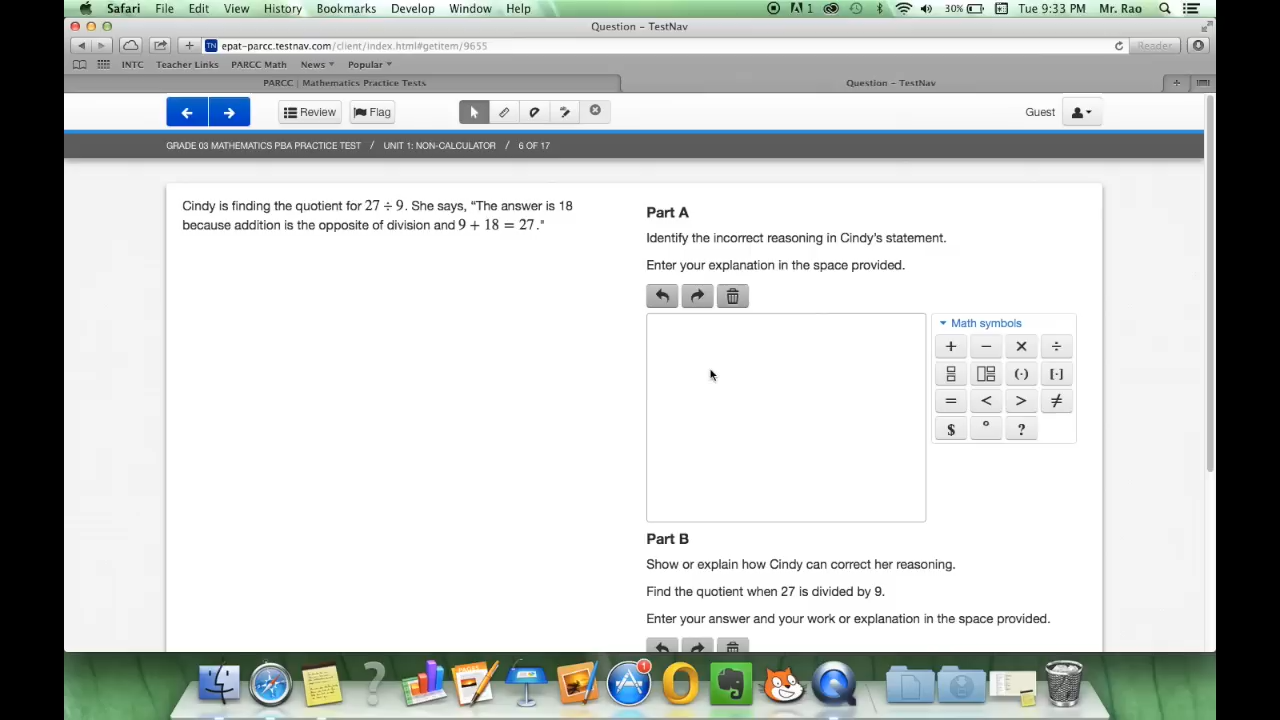 Safari File Edit View History Bookmarks Develop Window Help 1 30% Tue 9:33 PM Mr. Rao
Question – TestNav
TN epat-parcc.testnav.com/client/index.html#getitem/9655 Reader
INTC Teacher Links PARCC Math News Popular
PARCC | Mathematics Practice Tests Question – TestNav
Review Flag Guest
GRADE 03 MATHEMATICS PBA PRACTICE TEST / UNIT 1: NON-CALCULATOR / 6 OF 17
Cindy is finding the quotient for 27 ÷ 9. She says, “The answer is 18
because addition is the opposite of division and 9 + 18 = 27.”
Part A
Identify the incorrect reasoning in Cindy's statement.
Enter your explanation in the space provided.
Math symbols
+ − × ÷
(·) [·]
= < > ≠
$ ° ?
Part B
Show or explain how Cindy can correct her reasoning.
Find the quotient when 27 is divided by 9.
Enter your answer and your work or explanation in the space provided.
PAGES
1